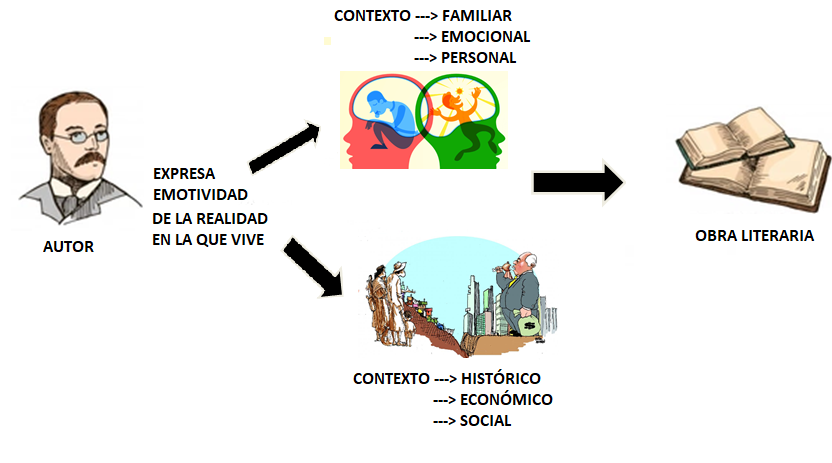 CONTEXTO ---> FAMILIAR
---> EMOCIONAL
---> PERSONAL
EXPRESA
EMOTIVIDAD
DE LA REALIDAD
EN LA QUE VIVE
AUTOR
OBRA LITERARIA
$
CONTEXTO ---> HISTÓRICO
---> ECONÓMICO
---> SOCIAL